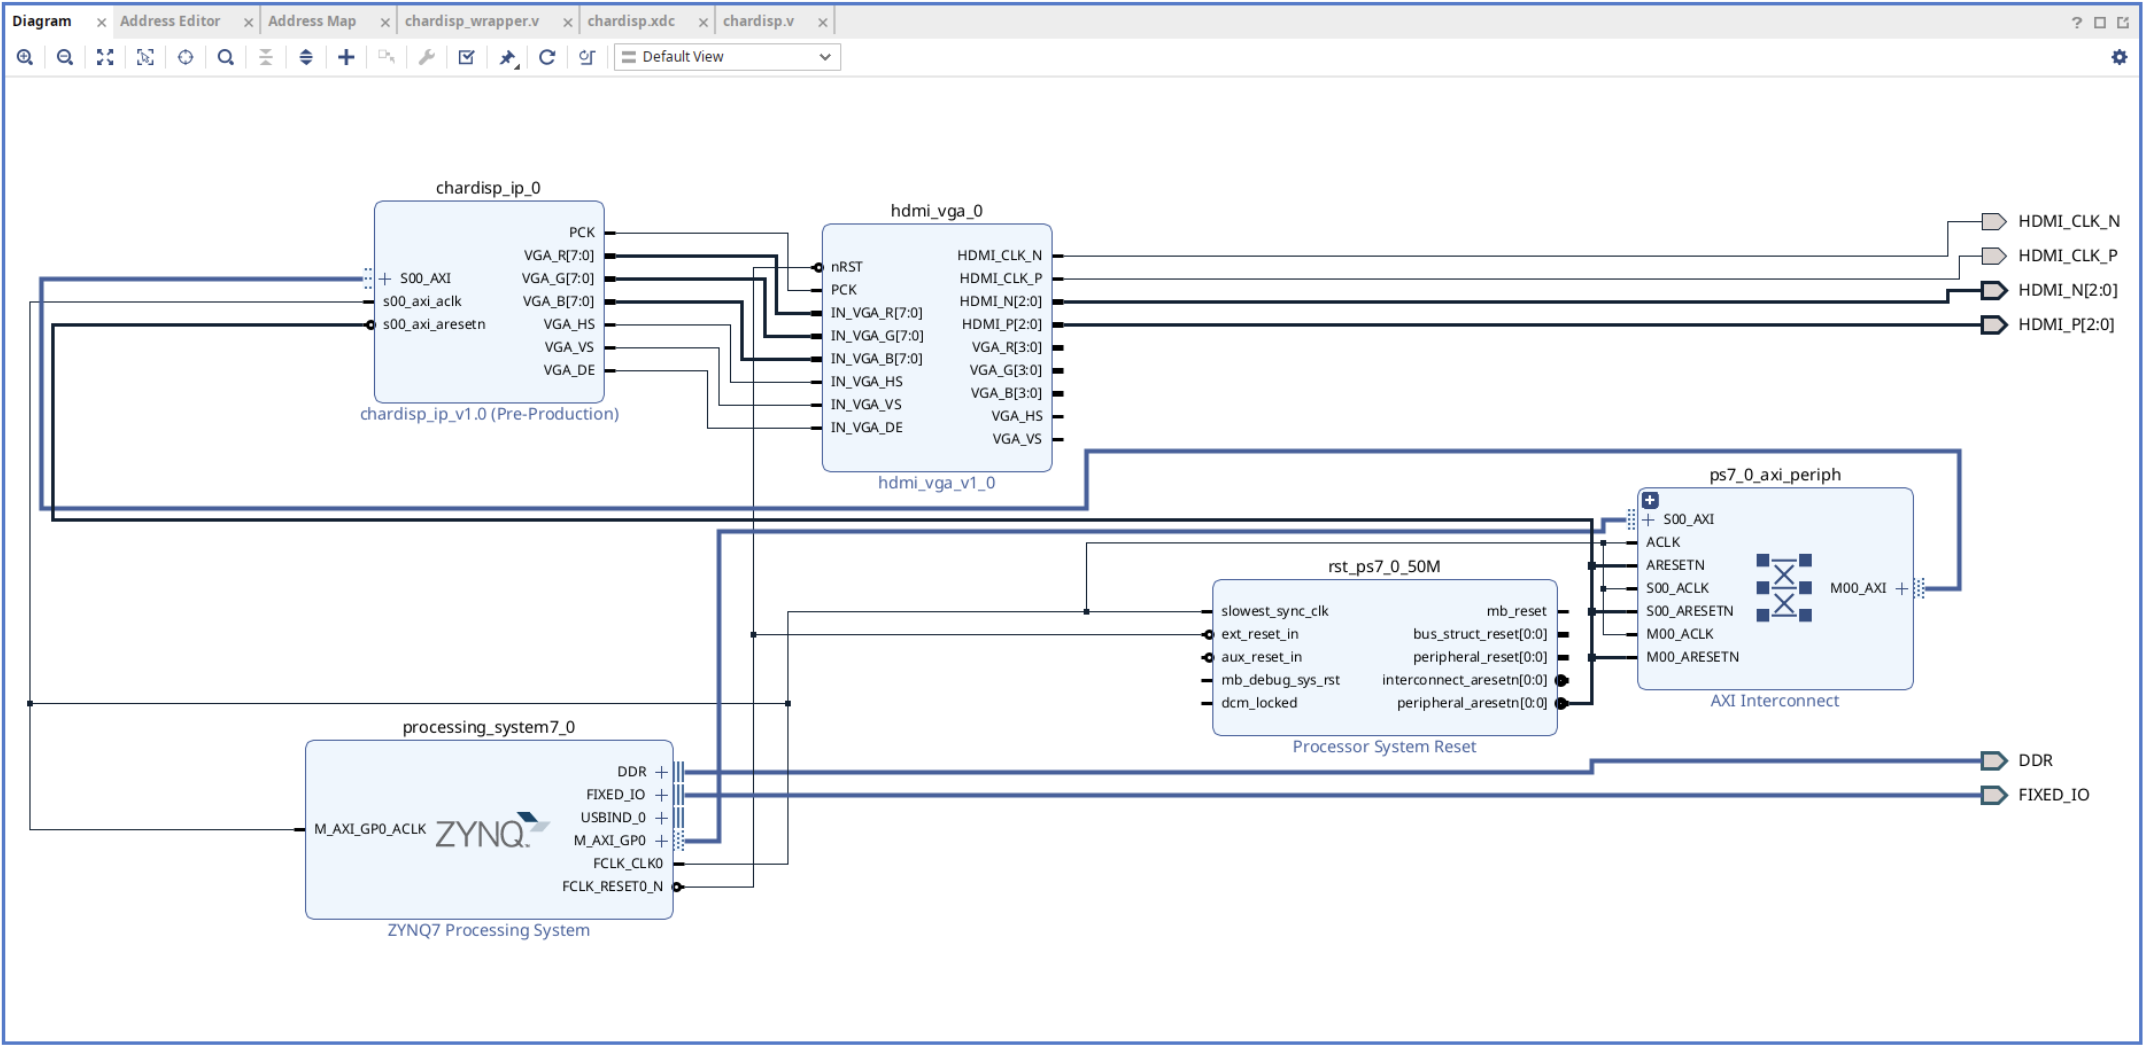 Diagram
Address Editor
Address Map
chardisp_wrapper.v
chardisp.xdc
chardisp.v
Default View
chardisp_ip_0
S00_AXI
s00_axi_aclk
s00_axi_aresetn
PCK
VGA_R[7:0]
VGA_G[7:0]
VGA_B[7:0]
VGA_HS
VGA_VS
VGA_DE
chardisp_ip_v1.0 (Pre-Production)
hdmi_vga_0
nRST
PCK
IN_VGA_R[7:0]
IN_VGA_G[7:0]
IN_VGA_B[7:0]
IN_VGA_HS
IN_VGA_VS
IN_VGA_DE
HDMI_CLK_N
HDMI_CLK_P
HDMI_N[2:0]
HDMI_P[2:0]
VGA_R[3:0]
VGA_G[3:0]
VGA_B[3:0]
VGA_HS
VGA_VS
hdmi_vga_v1_0
HDMI_CLK_N
HDMI_CLK_P
HDMI_N[2:0]
HDMI_P[2:0]
ps7_0_axi_periph
S00_AXI
ACLK
ARESETN
S00_ACLK
S00_ARESETN
M00_ACLK
M00_ARESETN
M00_AXI
AXI Interconnect
rst_ps7_0_50M
slowest_sync_clk
ext_reset_in
aux_reset_in
mb_debug_sys_rst
dcm_locked
mb_reset
bus_struct_reset[0:0]
peripheral_reset[0:0]
interconnect_aresetn[0:0]
peripheral_aresetn[0:0]
Processor System Reset
processing_system7_0
M_AXI_GP0_ACLK
ZYNQ
DDR
FIXED_IO
USBIND_0
M_AXI_GP0
FCLK_CLK0
FCLK_RESET0_N
ZYNQ7 Processing System
DDR
FIXED_IO